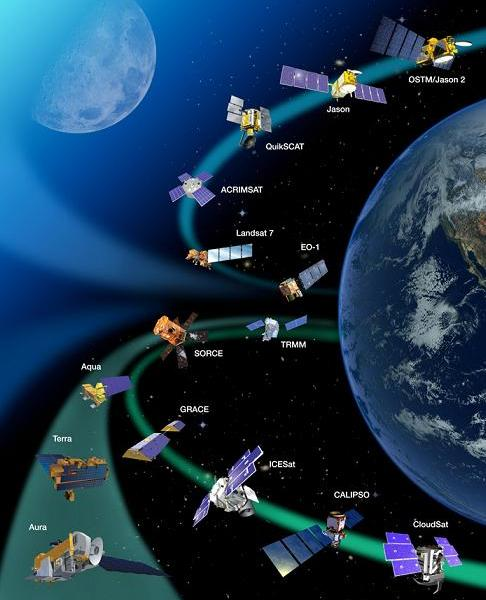 OSTM/Jason 2
Jason
QuikSCAT
ACRIMSAT
Landsat 7
EO-1
TRMM
SORCE
Aqua
GRACE
Terra
ICESat
CALIPSO
CloudSat
Aura